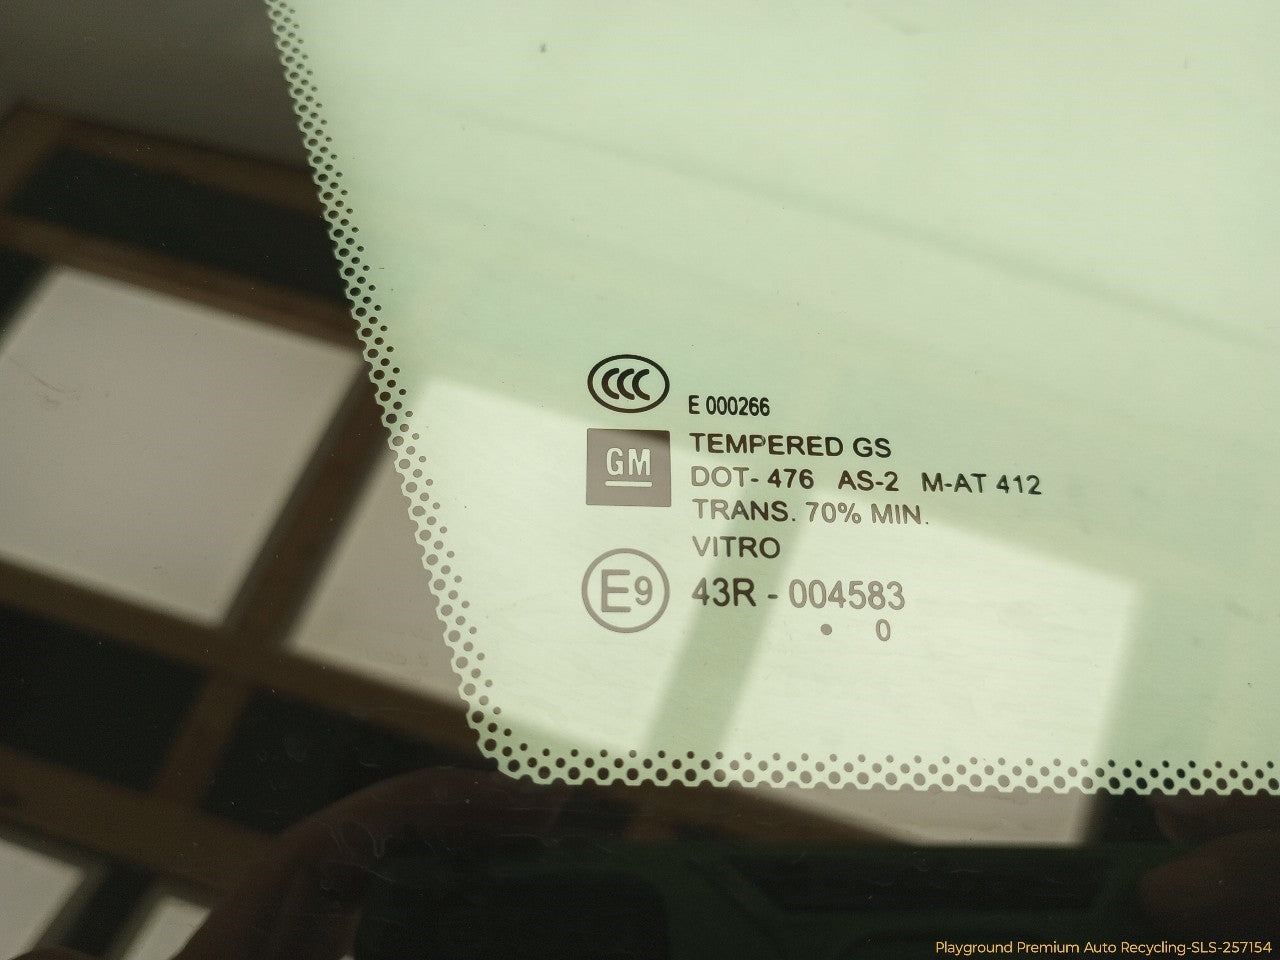 CCC
E 000266
GM
TEMPERED GS
DOT- 476 AS-2 M-AT 412
TRANS. 70% MIN.
VITRO
E9 43R - 004583
• 0
Playground Premium Auto Recycling-SLS-257154